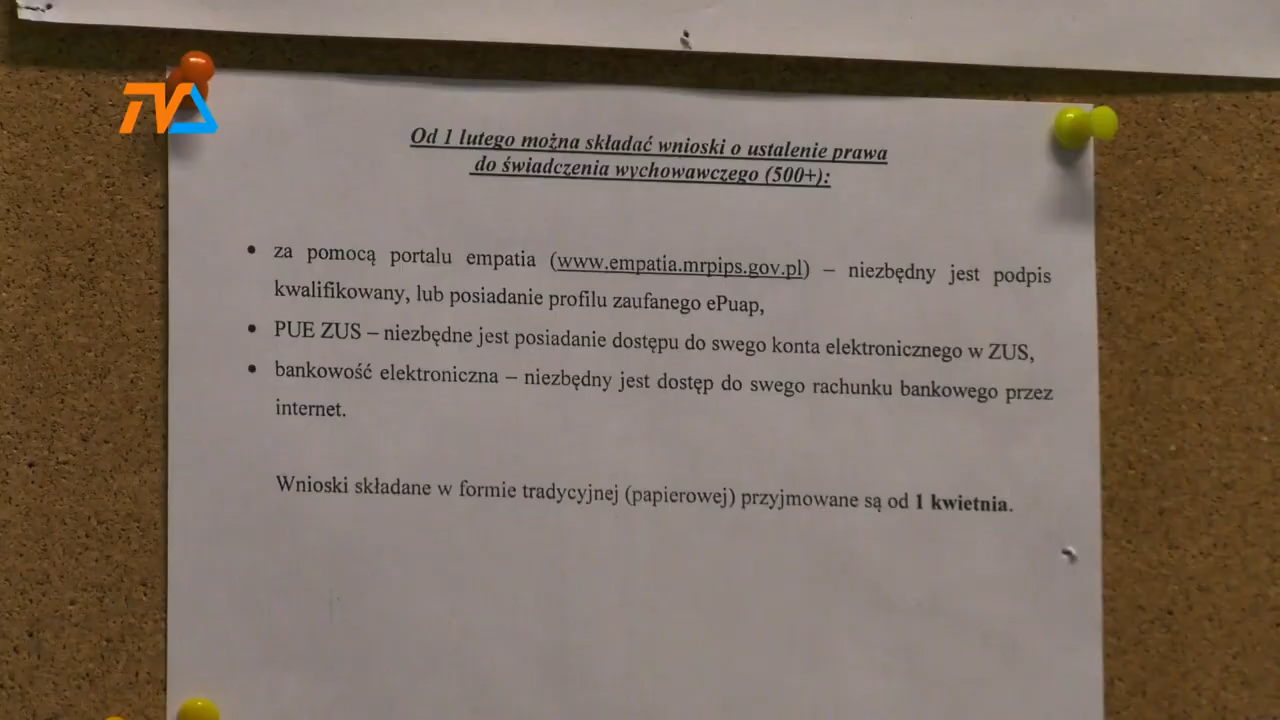 TVA
Od 1 lutego można składać wnioski o ustalenie prawa
do świadczenia wychowawczego (500+):
• za pomocą portalu empatia (www.empatia.mrpips.gov.pl) – niezbędny jest podpis
kwalifikowany, lub posiadanie profilu zaufanego ePuap,
• PUE ZUS – niezbędne jest posiadanie dostępu do swego konta elektronicznego w ZUS,
• bankowość elektroniczna – niezbędny jest dostęp do swego rachunku bankowego przez
internet.
Wnioski składane w formie tradycyjnej (papierowej) przyjmowane są od 1 kwietnia.